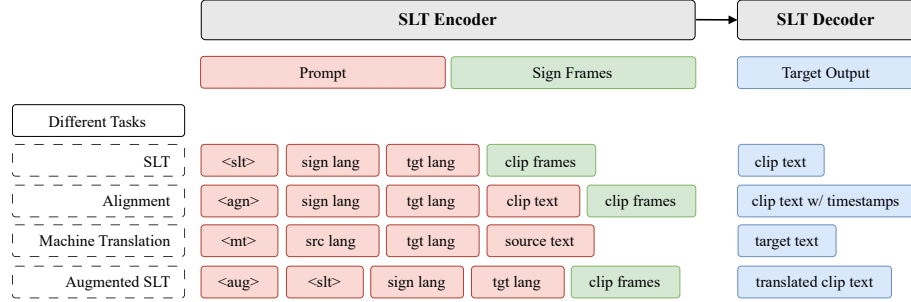 SLT Encoder SLT Decoder
Prompt Sign Frames Target Output
Different Tasks
SLT <slt> sign lang tgt lang clip frames clip text
Alignment <agn> sign lang tgt lang clip text clip frames clip text w/ timestamps
Machine Translation <mt> src lang tgt lang source text target text
Augmented SLT <aug> <slt> sign lang tgt lang clip frames translated clip text